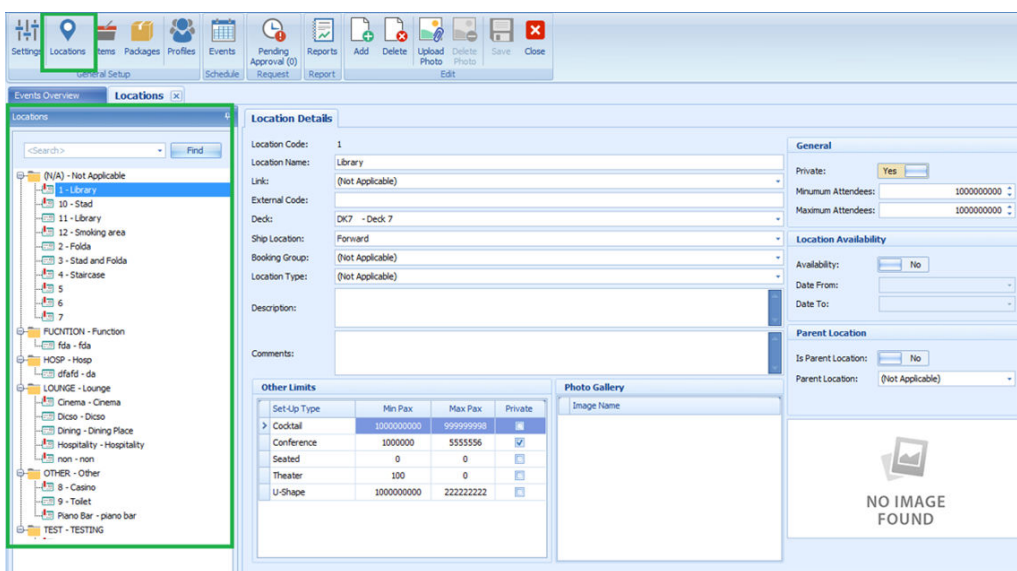 Settings Locations Items Packages Profiles Events Pending Approval (0) Reports Add Delete Upload Photo Delete Photo Save Close
General Setup Schedule Request Report Edit
Events Overview Locations
Locations
<Search> Find
(N/A) - Not Applicable
1 - Library
10 - Stad
11 - Library
12 - Smoking area
2 - Folda
3 - Stad and Folda
4 - Staircase
5
6
7
FUCNTION - Function
fda - fda
HOSP - Hosp
dfafd - da
LOUNGE - Lounge
Cinema - Cinema
Dicso - Dicso
Dining - Dining Place
Hospitality - Hospitality
non - non
OTHER - Other
8 - Casino
9 - Toilet
Piano Bar - piano bar
TEST - TESTING
Location Details
Location Code: 1
Location Name: Library
Link: (Not Applicable)
External Code:
Deck: DK7 - Deck 7
Ship Location: Forward
Booking Group: (Not Applicable)
Location Type: (Not Applicable)
Description:
Comments:
Other Limits
Set-Up Type Min Pax Max Pax Private
Cocktail 1000000000 999999998
Conference 1000000 5555556
Seated 0 0
Theater 100 0
U-Shape 1000000000 222222222
Photo Gallery
Image Name
General
Private: Yes
Minumum Attendees: 1000000000
Maximum Attendees: 1000000000
Location Availability
Availability: No
Date From:
Date To:
Parent Location
Is Parent Location: No
Parent Location: (Not Applicable)
NO IMAGE
FOUND